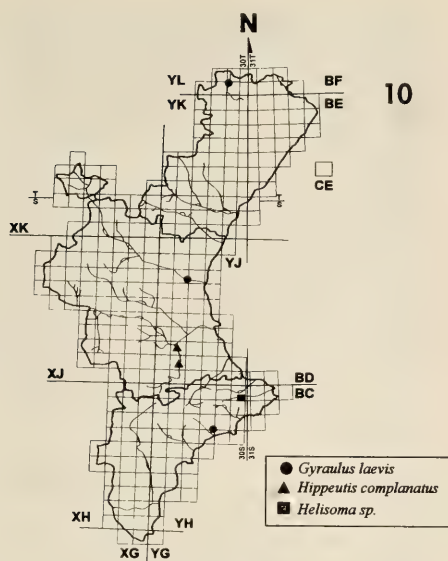 N
10
30T 31T
YL
BF
YK
BE
CE
T
S
T
S
XK
YJ
XJ
BD
BC
30S 31S
XH
YH
XG YG
Gyraulus laevis
Hippeutis complanatus
Helisoma sp.